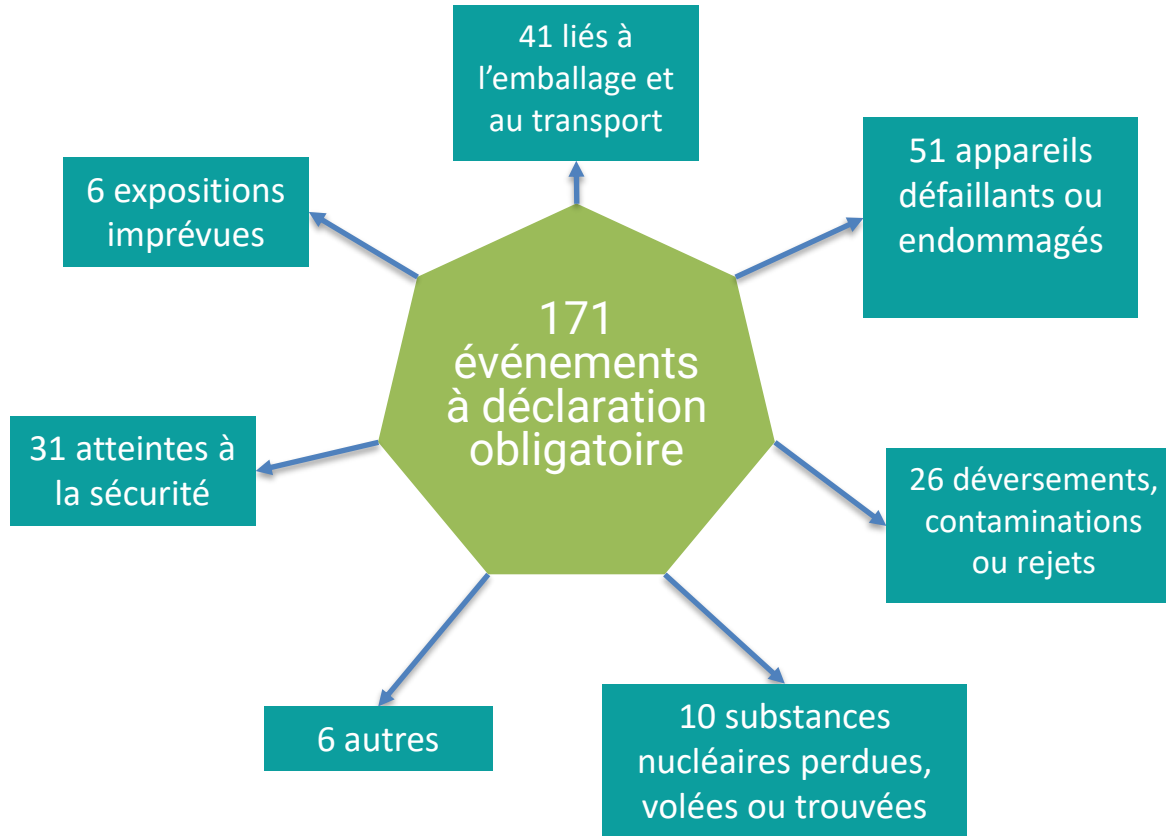 41 liés à
l’emballage et
au transport
51 appareils
défaillants ou
endommagés
6 expositions
imprévues
171
événements
à déclaration
obligatoire
31 atteintes à
la sécurité
26 déversements,
contaminations
ou rejets
6 autres
10 substances
nucléaires perdues,
volées ou trouvées